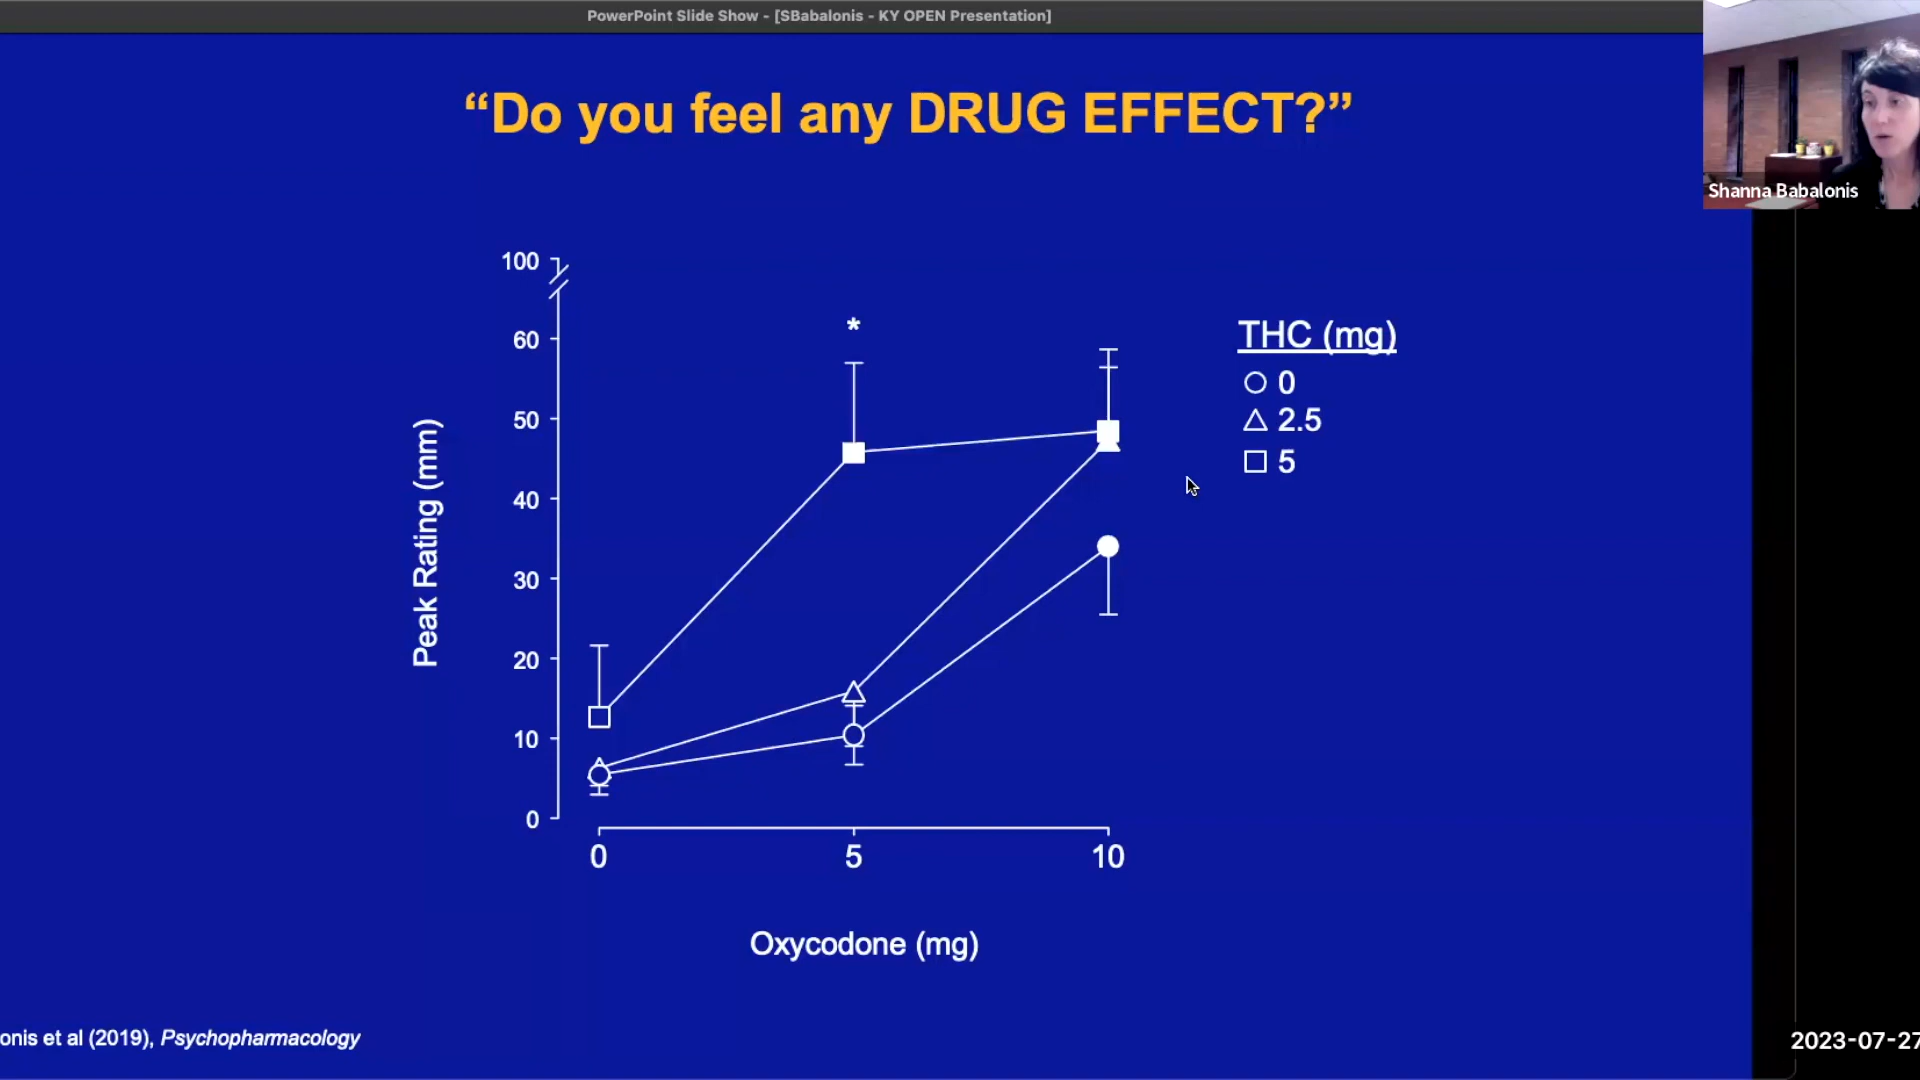 PowerPoint Slide Show - [SBabalonis - KY OPEN Presentation]
Shanna Babalonis
“Do you feel any DRUG EFFECT?”
100
60
50
40
30
20
10
0
*
Peak Rating (mm)
THC (mg)
0
2.5
5
0
5
10
Oxycodone (mg)
onis et al (2019), Psychopharmacology
2023-07-27